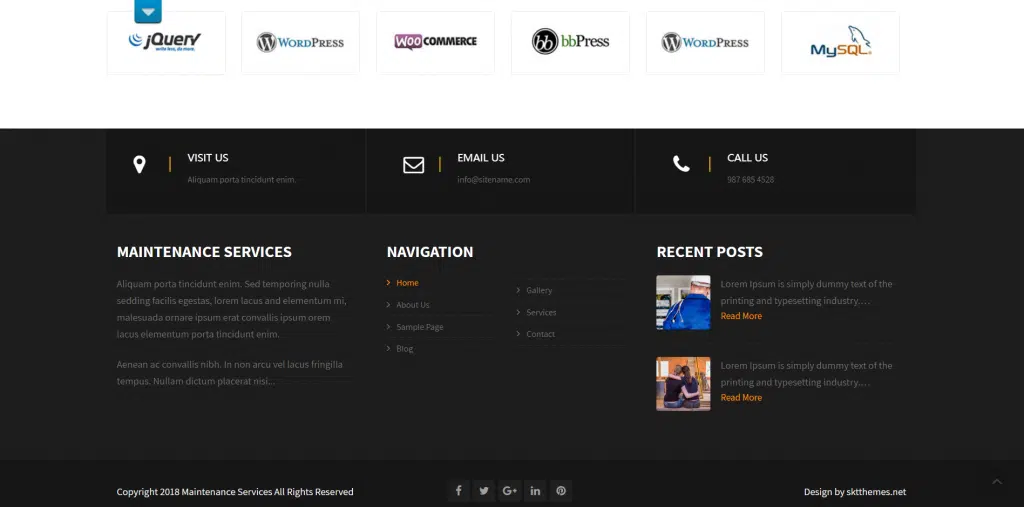 jQuery
write less, do more.
WORDPRESS
WOOCOMMERCE
bb bbPress
WORDPRESS
MySQL®
VISIT US
Aliquam porta tincidunt enim.
EMAIL US
info@sitename.com
CALL US
987 685 4528
MAINTENANCE SERVICES
Aliquam porta tincidunt enim. Sed temporing nulla
sedding facilis egestas, lorem lacus and elementum mi,
malesuada ornare ipsum erat convallis ipsum orem
lacus elementum porta tincidunt enim.
Aenean ac convallis nibh. In non arcu vel lacus fringilla
tempus. Nullam dictum placerat nisi...
NAVIGATION
Home
About Us
Sample Page
Blog
Gallery
Services
Contact
RECENT POSTS
Lorem Ipsum is simply dummy text of the
printing and typesetting industry.…
Read More
Lorem Ipsum is simply dummy text of the
printing and typesetting industry.…
Read More
Copyright 2018 Maintenance Services All Rights Reserved
Design by sktthemes.net